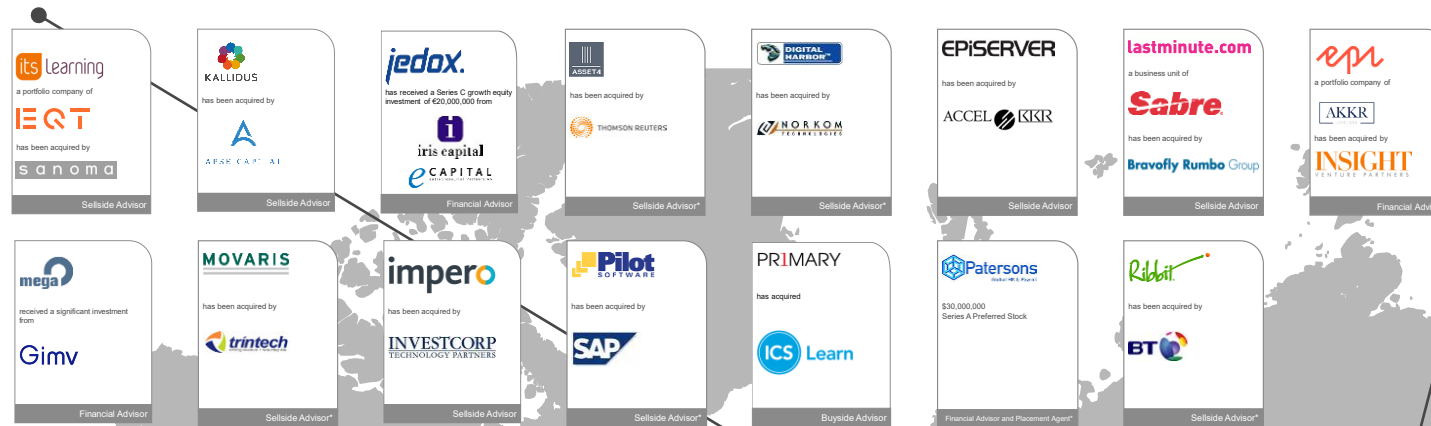 its learning
a portfolio company of
EQT
has been acquired by
sanoma
Sellside Advisor
KALLIDUS
has been acquired by
APSE CAPITAL
Sellside Advisor
jedox.
has received a Series C growth equity
investment of €20,000,000 from
i
iris capital
eCAPITAL
Financial Advisor
ASSET4
has been acquired by
THOMSON REUTERS
Sellside Advisor*
DIGITAL
HARBOR™
has been acquired by
NORKOM
TECHNOLOGIES
Sellside Advisor*
EPiSERVER
has been acquired by
ACCEL KKR
Sellside Advisor
lastminute.com
a business unit of
Sabre
has been acquired by
Bravofly Rumbo Group
Sellside Advisor
epi
a portfolio company of
AKKR
has been acquired by
INSIGHT
VENTURE PARTNERS
Financial Advi
mega
received a significant investment
from
Gimv
Financial Advisor
MOVARIS
has been acquired by
trintech
Sellside Advisor*
impero
has been acquired by
INVESTCORP
TECHNOLOGY PARTNERS
Sellside Advisor
Pilot
SOFTWARE
has been acquired by
SAP
Sellside Advisor*
PR1MARY
has acquired
ICS Learn
Buyside Advisor
Patersons
Global HR & Payroll
$30,000,000
Series A Preferred Stock
Financial Advisor and Placement Agent*
Ribbit
has been acquired by
BT
Sellside Advisor*